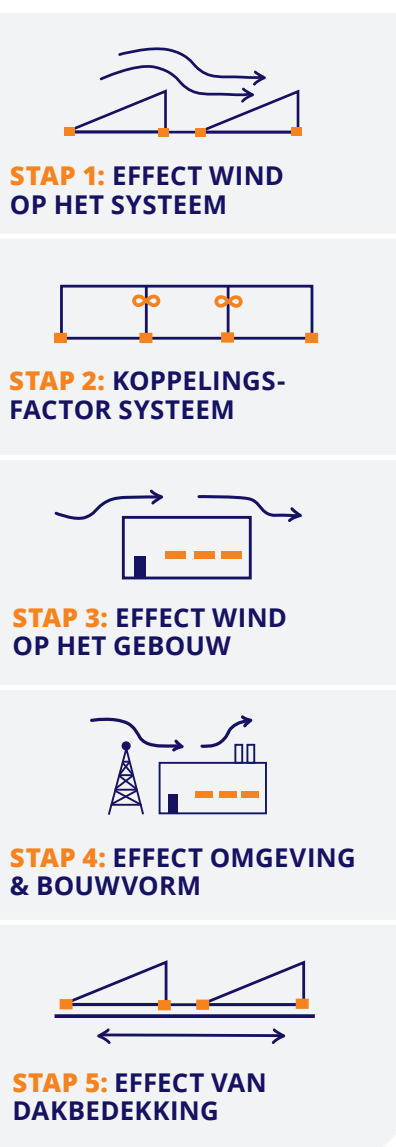 STAP 1: EFFECT WIND
OP HET SYSTEEM
STAP 2: KOPPELINGS-
FACTOR SYSTEEM
STAP 3: EFFECT WIND
OP HET GEBOUW
STAP 4: EFFECT OMGEVING
& BOUWVORM
STAP 5: EFFECT VAN
DAKBEDEKKING